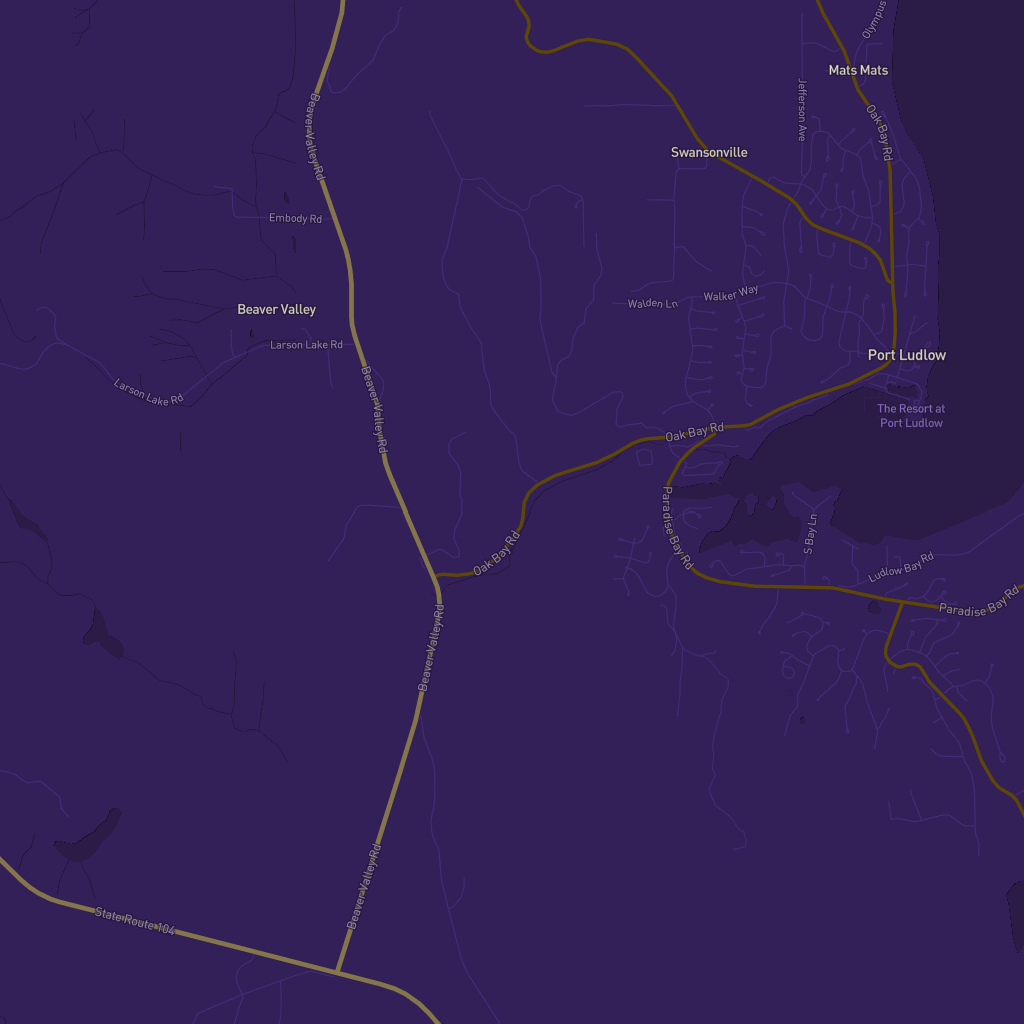 Olympus
Mats Mats
Jefferson Ave
Oak Bay Rd
Beaver Valley Rd
Swansonville
Embody Rd
Walker Way
Walden Ln
Beaver Valley
Larson Lake Rd
Port Ludlow
Larson Lake Rd
Beaver Valley Rd
The Resort at
Port Ludlow
Oak Bay Rd
Paradise Bay Rd
S Bay Ln
Oak Bay Rd
Ludlow Bay Rd
Paradise Bay Rd
Beaver Valley Rd
Beaver Valley Rd
State Route 104